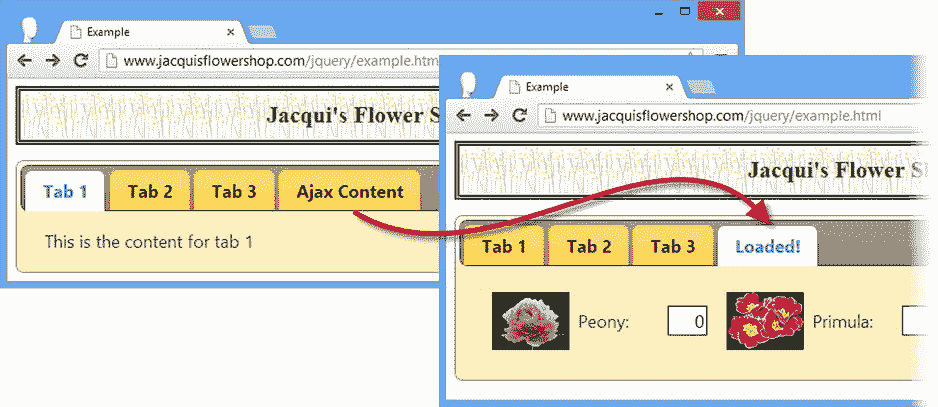 Example
www.jacquisflowershop.com/jquery/example.htm
Jacqui's Flower S
Tab 1 Tab 2 Tab 3 Ajax Content
This is the content for tab 1
Example
www.jacquisflowershop.com/jquery/example.html
Jacqui's Flower
Tab 1 Tab 2 Tab 3 Loaded!
Peony: 0 Primula: